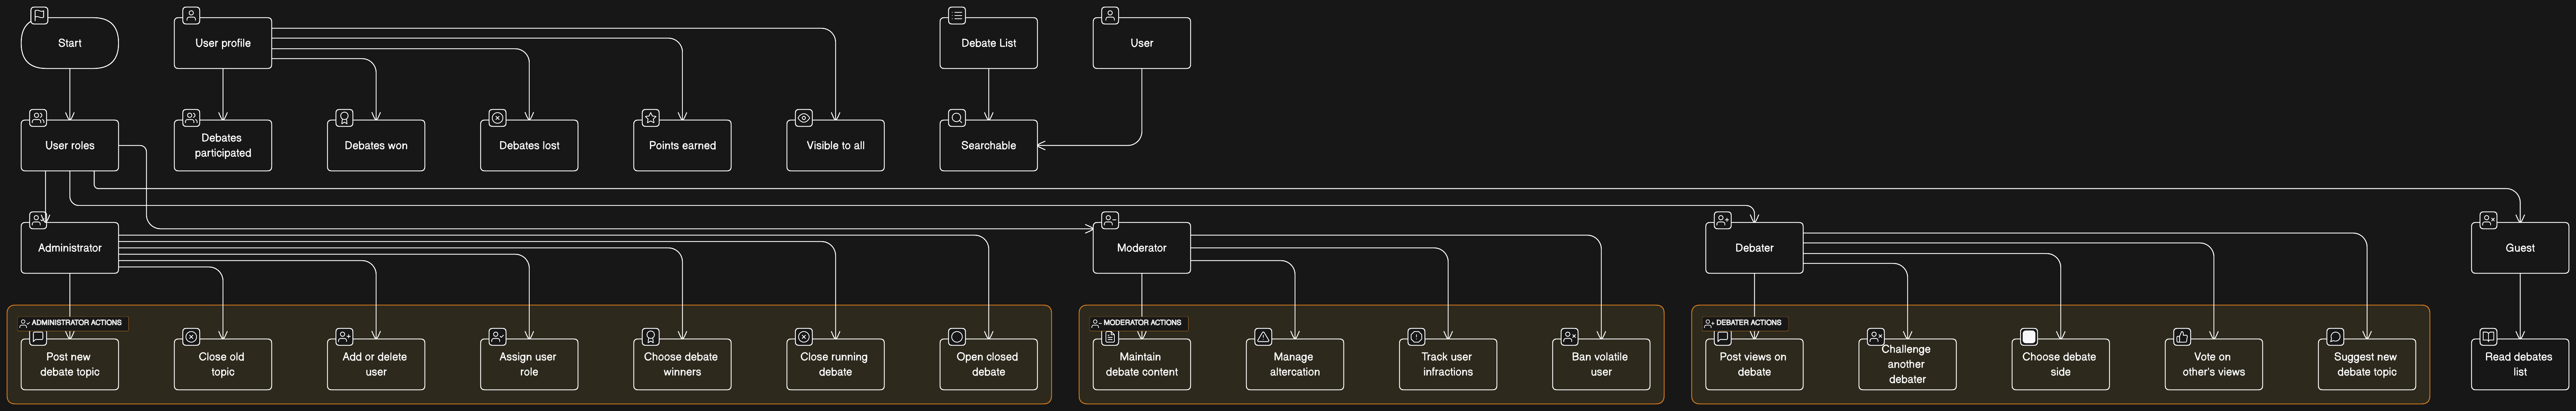 Start
User profile
Debate List
User
User roles
Debates
participated
Debates won
Debates lost
Points earned
Visible to all
Searchable
Administrator
Moderator
Debater
Guest
ADMINISTRATOR ACTIONS
Post new
debate topic
Close old
topic
Add or delete
user
Assign user
role
Choose debate
winners
Close running
debate
Open closed
debate
MODERATOR ACTIONS
Maintain
debate content
Manage
altercation
Track user
infractions
Ban volatile
user
DEBATER ACTIONS
Post views on
debate
Challenge
another
debater
Choose debate
side
Vote on
other's views
Suggest new
debate topic
Read debates
list